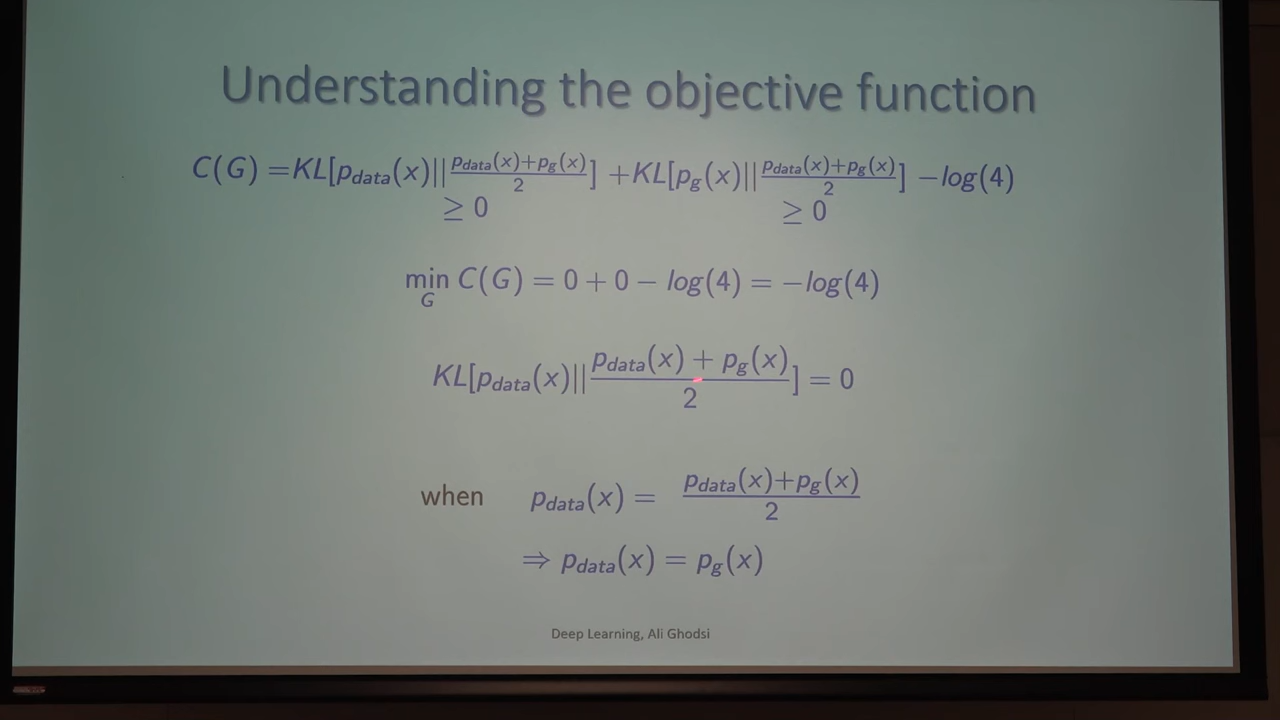 Understanding the objective function
C(G) =KL[p_data(x)||p_data(x)+p_g(x)/2] +KL[p_g(x)||p_data(x)+p_g(x)/2] −log(4)
≥ 0 ≥ 0
min_G C(G) = 0 + 0 − log(4) = −log(4)
KL[p_data(x)||p_data(x) + p_g(x)/2] = 0
when p_data(x) = p_data(x)+p_g(x)/2
⇒ p_data(x) = p_g(x)
Deep Learning, Ali Ghodsi